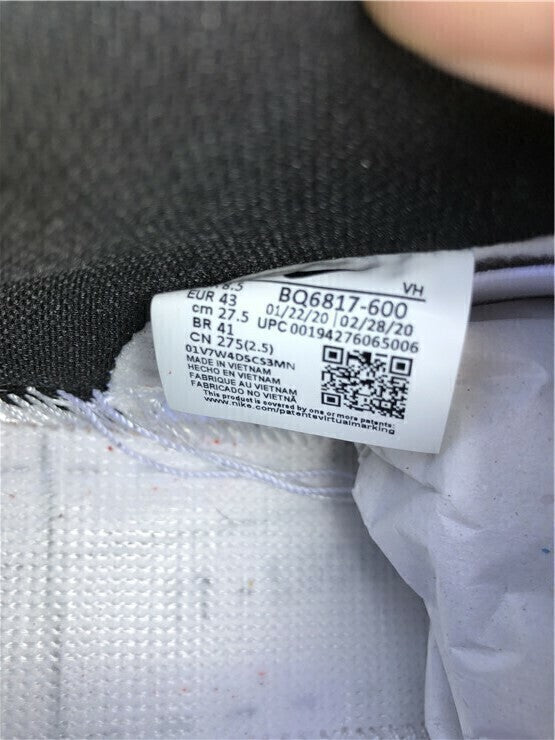 8.5
EUR 43
cm 27.5
BR 41
CN 275(2.5)
VH
BQ6817-600
01/22/20 02/28/20
UPC 00194276065006
01V7W4DSCS3MN
MADE IN VIETNAM
HECHO EN VIETNAM
FABRIQUE AU VIETNAM
FABRICADO NO VIETNÃ
This product is covered by one or more patents:
www.nike.com/patentsvirtualmarking